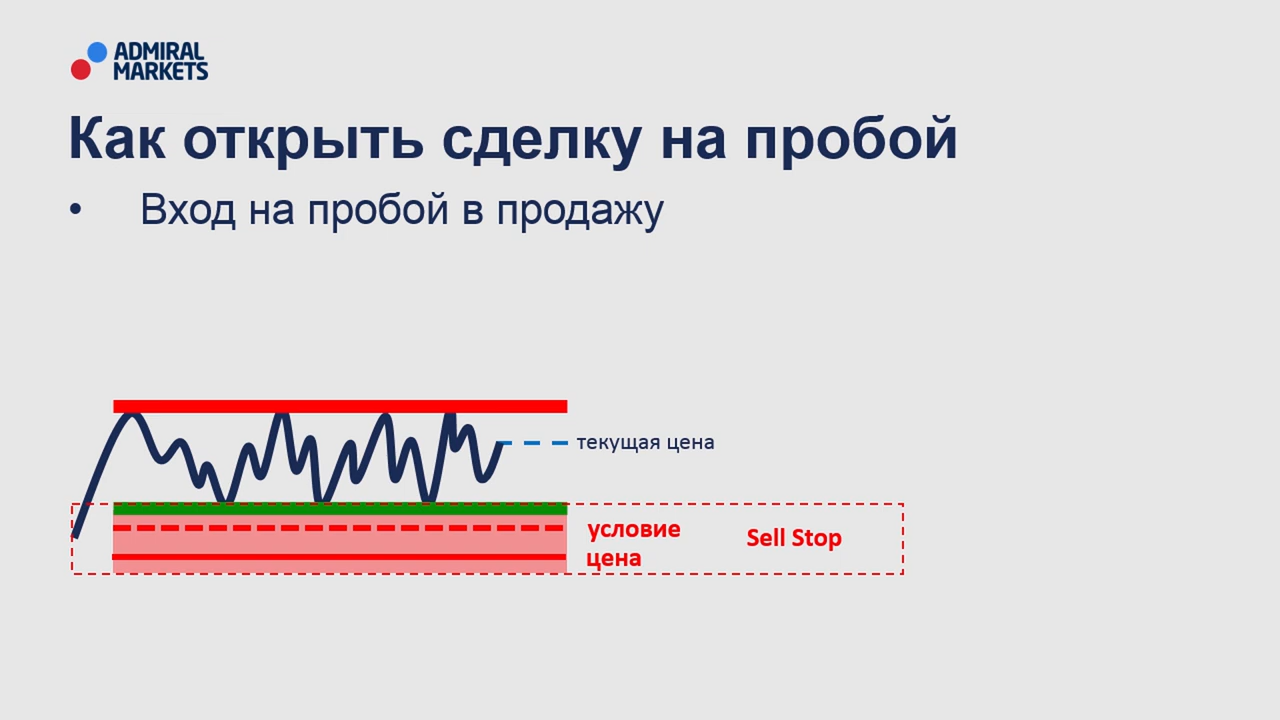 ADMIRAL
MARKETS
Как открыть сделку на пробой
• Вход на пробой в продажу
текущая цена
условие
цена
Sell Stop